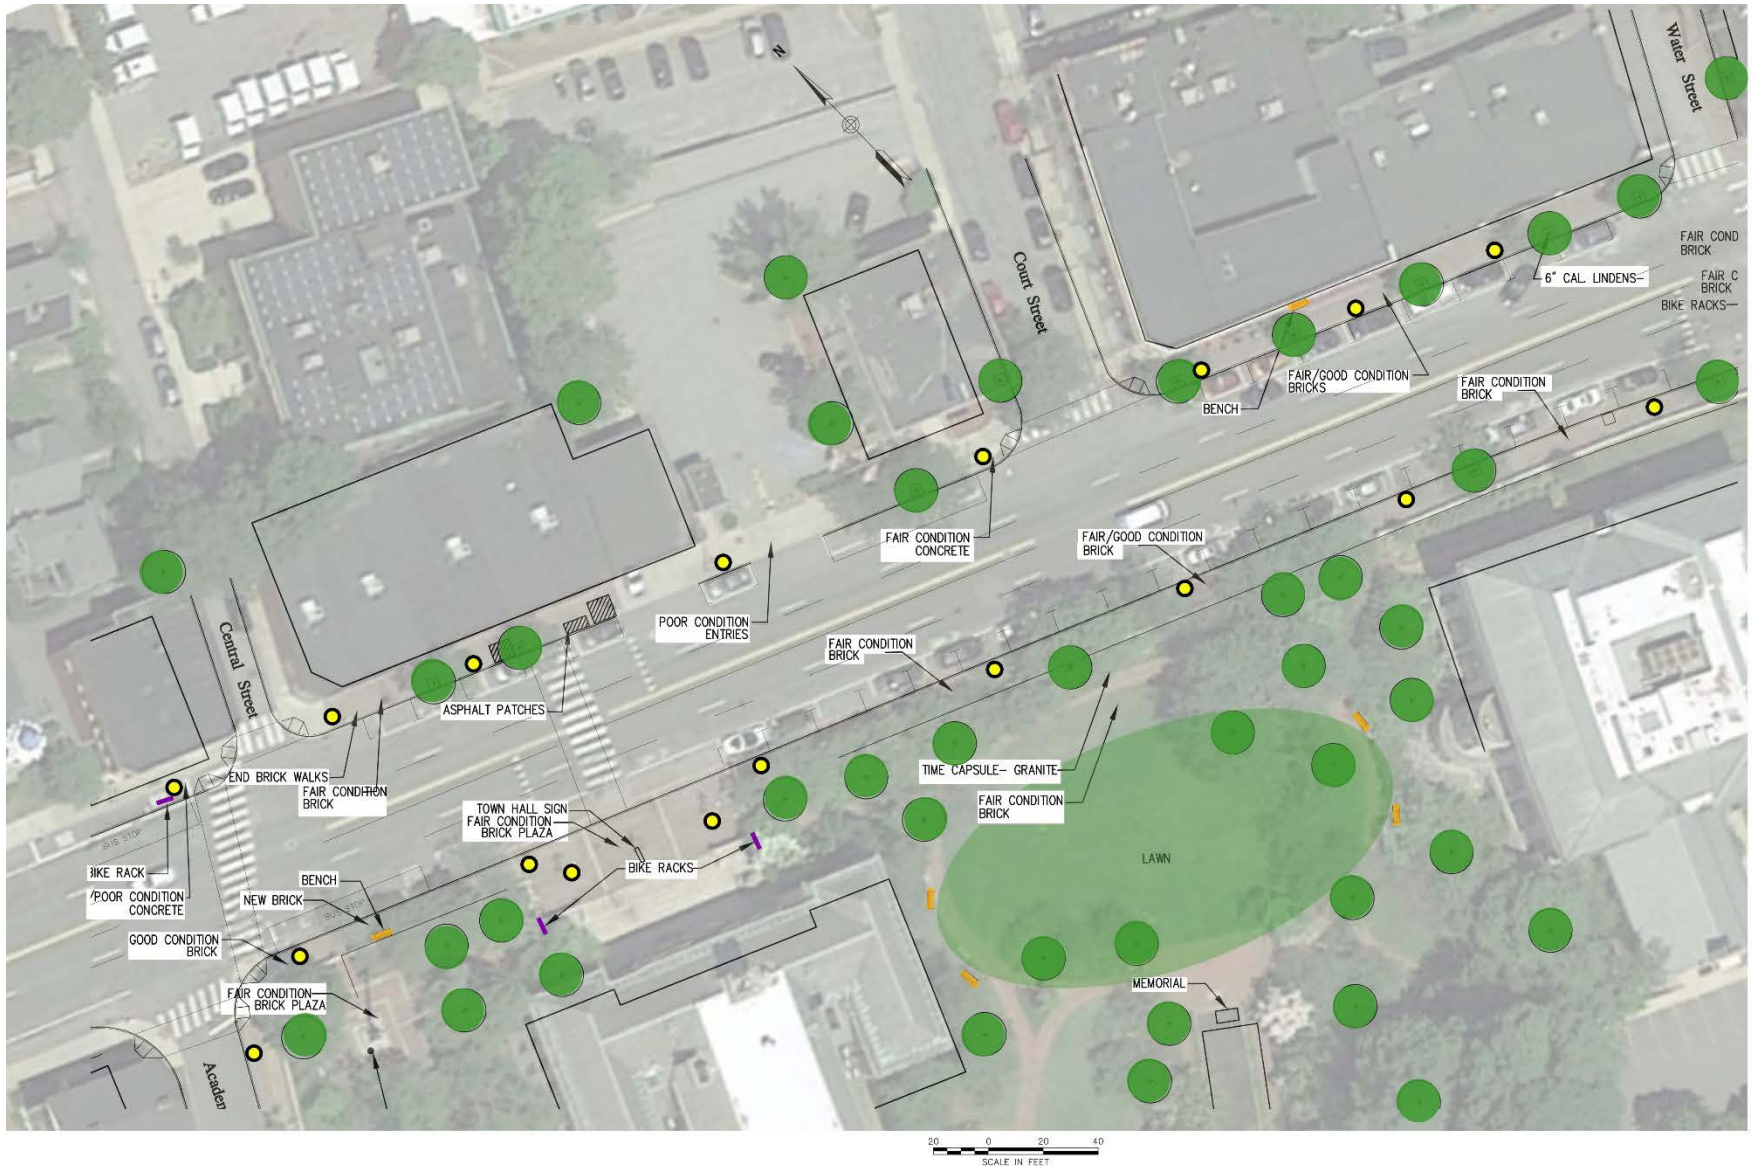 Water Street
N
Court Street
FAIR COND
BRICK
6" CAL. LINDENS
FAIR C
BRICK
BIKE RACKS
FAIR/GOOD CONDITION
BRICKS
FAIR CONDITION
BRICK
BENCH
FAIR CONDITION
CONCRETE
FAIR/GOOD CONDITION
BRICK
POOR CONDITION
ENTRIES
FAIR CONDITION
BRICK
Central Street
ASPHALT PATCHES
END BRICK WALKS
FAIR CONDITION
BRICK
TIME CAPSULE- GRANITE
FAIR CONDITION
BRICK
TOWN HALL SIGN
FAIR CONDITION
BRICK PLAZA
BUS STOP
BIKE RACKS
LAWN
BIKE RACK
/POOR CONDITION
CONCRETE
BENCH
NEW BRICK
BUS STOP
GOOD CONDITION
BRICK
FAIR CONDITION
BRICK PLAZA
MEMORIAL
Academ
20 0 20 40
SCALE IN FEET